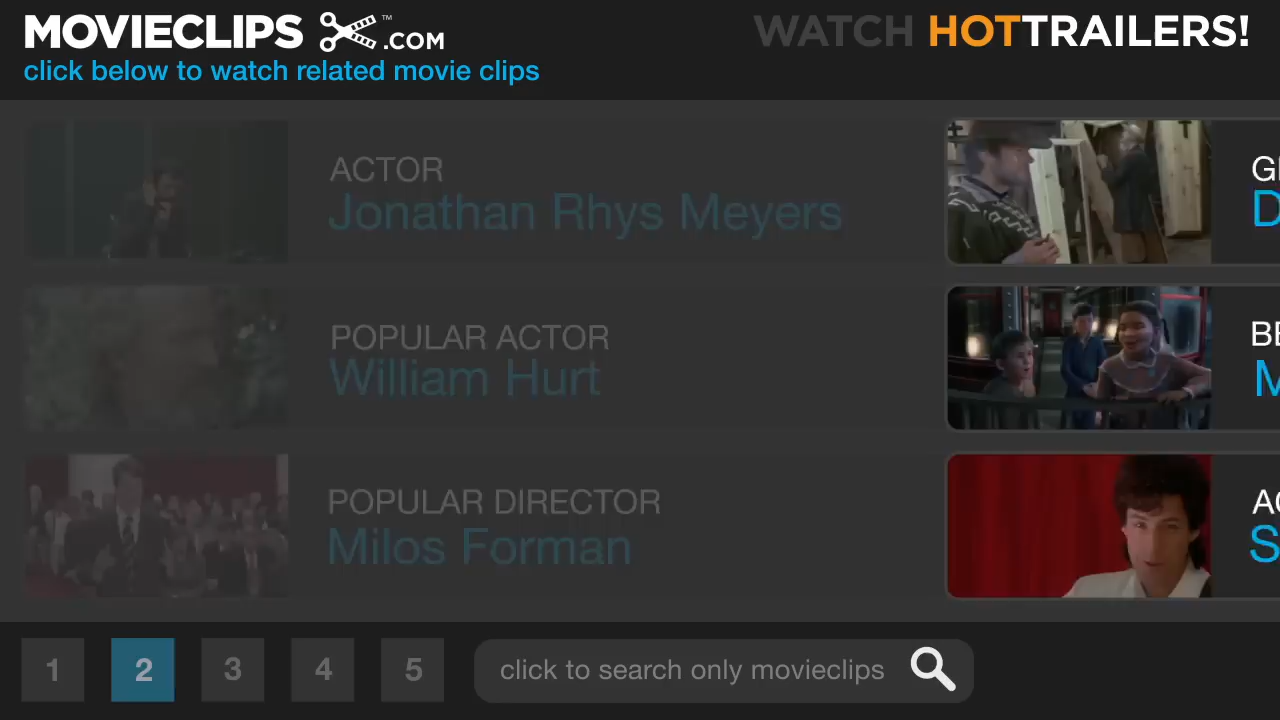 MOVIECLIPS ™ .COM
click below to watch related movie clips
WATCH HOTTRAILERS!
ACTOR
Jonathan Rhys Meyers
POPULAR ACTOR
William Hurt
POPULAR DIRECTOR
Milos Forman
1 2 3 4 5
click to search only movieclips